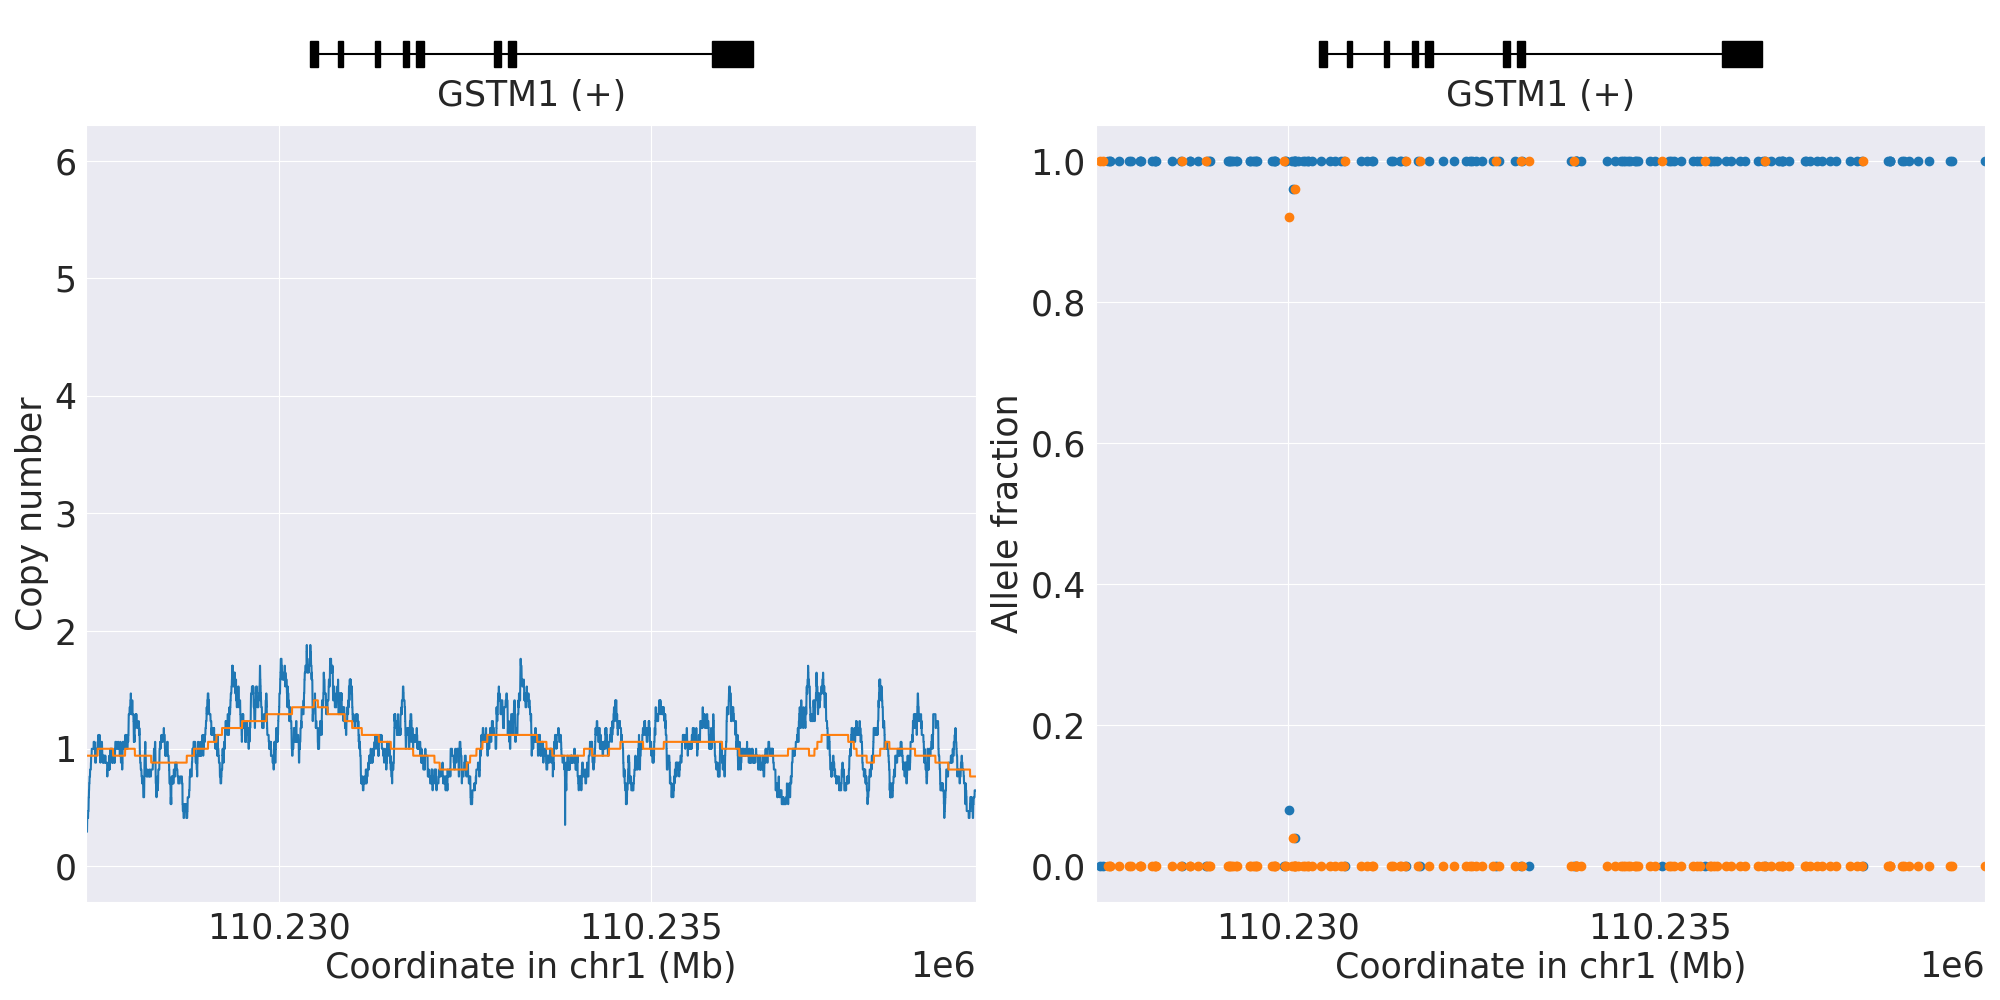 GSTM1 (+)
6
5
4
3
2
1
0
Copy number
110.230
110.235
Coordinate in chr1 (Mb)
1e6
GSTM1 (+)
1.0
0.8
0.6
0.4
0.2
0.0
Allele fraction
110.230
110.235
Coordinate in chr1 (Mb)
1e6